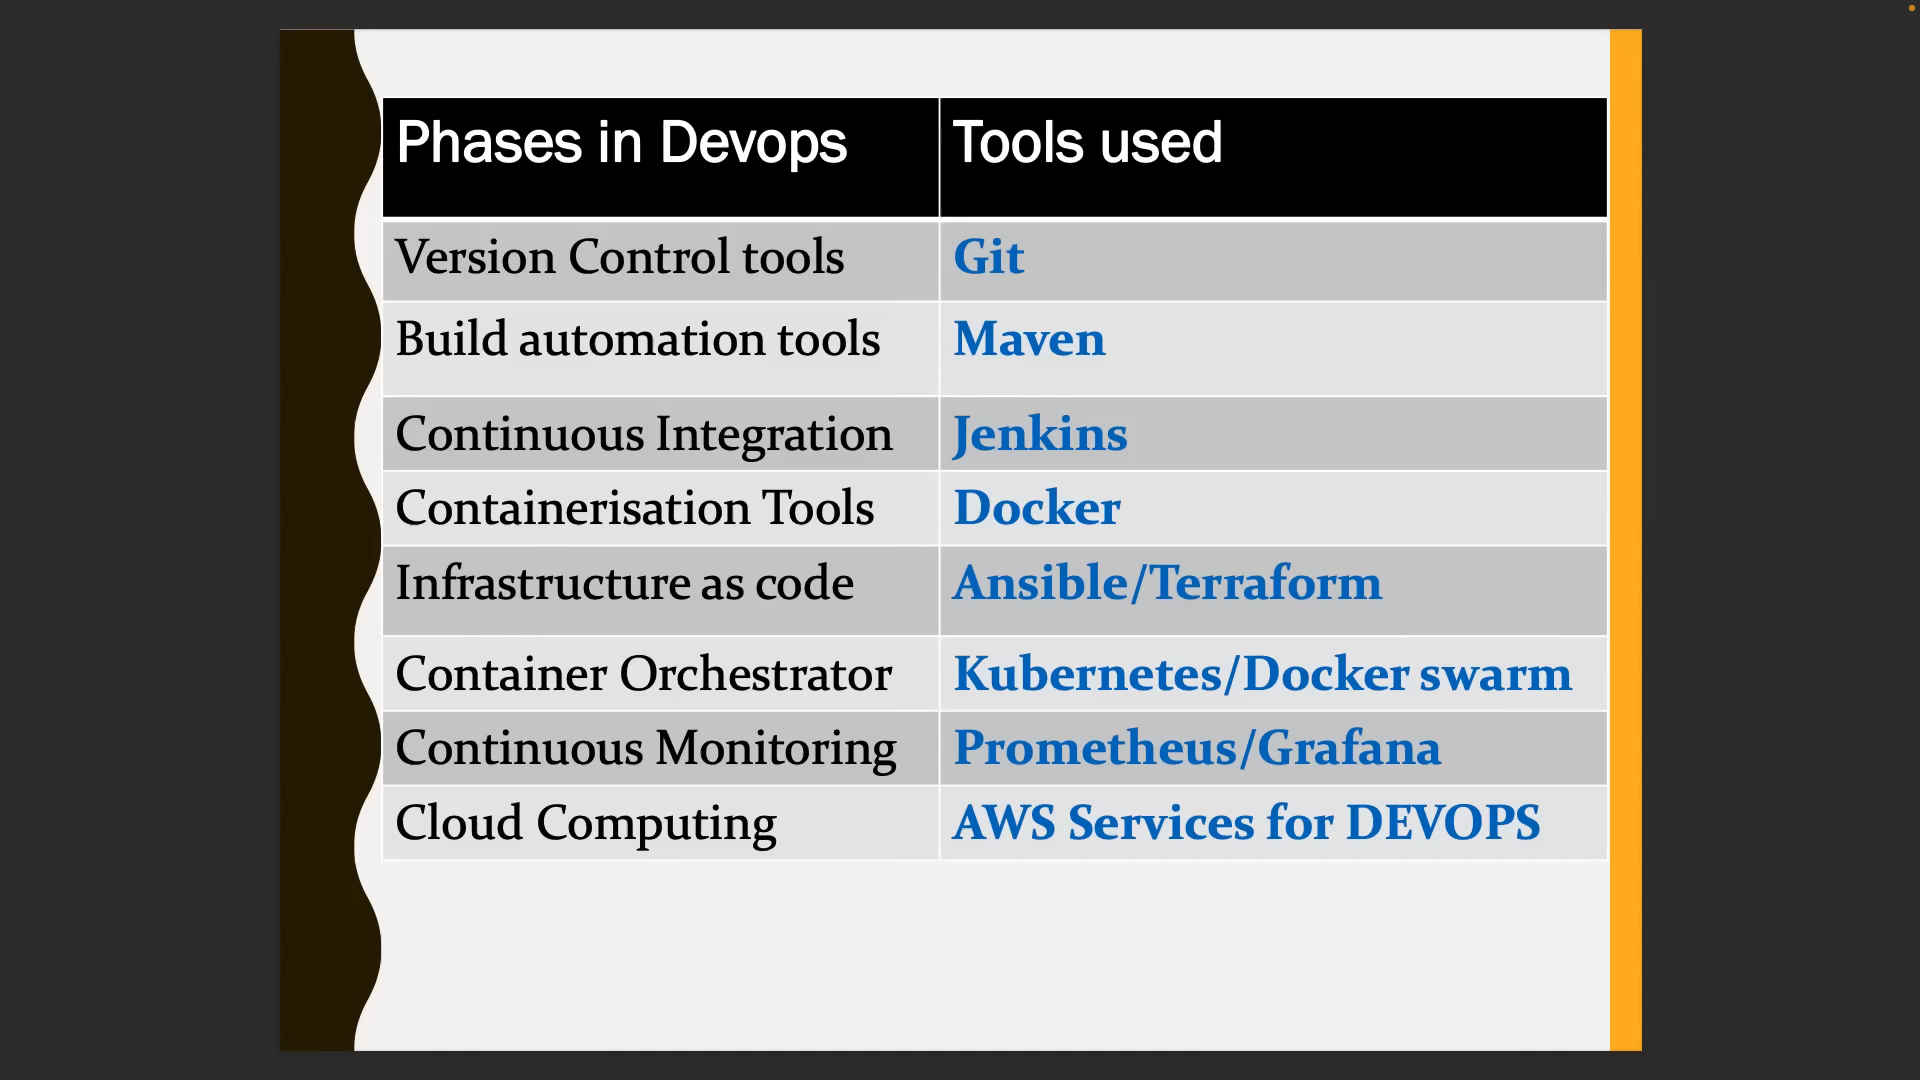 Phases in Devops Tools used
Version Control tools Git
Build automation tools Maven
Continuous Integration Jenkins
Containerisation Tools Docker
Infrastructure as code Ansible/Terraform
Container Orchestrator Kubernetes/Docker swarm
Continuous Monitoring Prometheus/Grafana
Cloud Computing AWS Services for DEVOPS